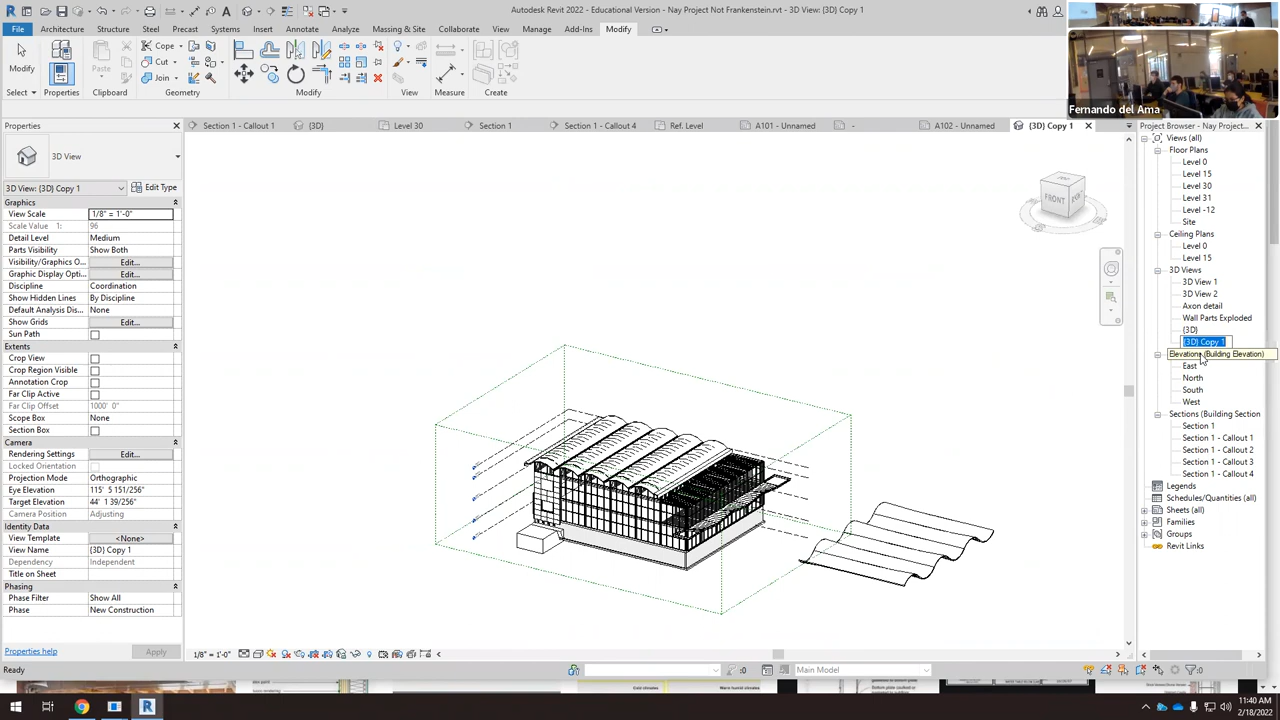 Autodesk Revit 2022 - Educational Version - Nay Project Not Frankenstein.rvt - 3D View: {3D} Copy 1
File Architecture Structure Steel Precast Systems Insert Annotate Analyze Massing & Site Collaborate View Manage Add-Ins Modify
Modify
Properties
Paste
Cope
Cut
Join
Select
Properties
Clipboard
Geometry
Modify
View
Measure
Create
Fernando del Ama
Properties
Section 1 - Callout 1
{3D}
Level 30
Section 1
Section 1 - Callout 4
Ref. Level
A101 - Unnamed
-
A102 - Unnamed
{3D} Copy 1
3D View
3D View: {3D} Copy 1
Edit Type
Graphics
View Scale 1/8" = 1'-0"
Scale Value 1: 96
Detail Level Medium
Parts Visibility Show Both
Visibility/Graphics O... Edit...
Graphic Display Opti... Edit...
Discipline Coordination
Show Hidden Lines By Discipline
Default Analysis Dis... None
Show Grids Edit...
Sun Path
Extents
Crop View
Crop Region Visible
Annotation Crop
Far Clip Active
Far Clip Offset 1000' 0"
Scope Box None
Section Box
Camera
Rendering Settings Edit...
Locked Orientation
Projection Mode Orthographic
Eye Elevation 115' 5 151/256"
Target Elevation 44' 1 39/256"
Camera Position Adjusting
Identity Data
View Template <None>
View Name {3D} Copy 1
Dependency Independent
Title on Sheet
Phasing
Phase Filter Show All
Phase New Construction
Properties help
Apply
FRONT
Project Browser - Nay Project...
Views (all)
Floor Plans
Level 0
Level 15
Level 30
Level 31
Level -12
Site
Ceiling Plans
Level 0
Level 15
3D Views
3D View 1
3D View 2
Axon detail
Wall Parts Exploded
{3D}
{3D} Copy 1
Elevations (Building Elevation)
East
North
South
West
Sections (Building Section
Section 1
Section 1 - Callout 1
Section 1 - Callout 2
Section 1 - Callout 3
Section 1 - Callout 4
Legends
Schedules/Quantities (all)
Sheets (all)
Families
Groups
Revit Links
1/8" = 1'-0"
Ready
:0
Main Model
:0
11:40 AM
2/18/2022